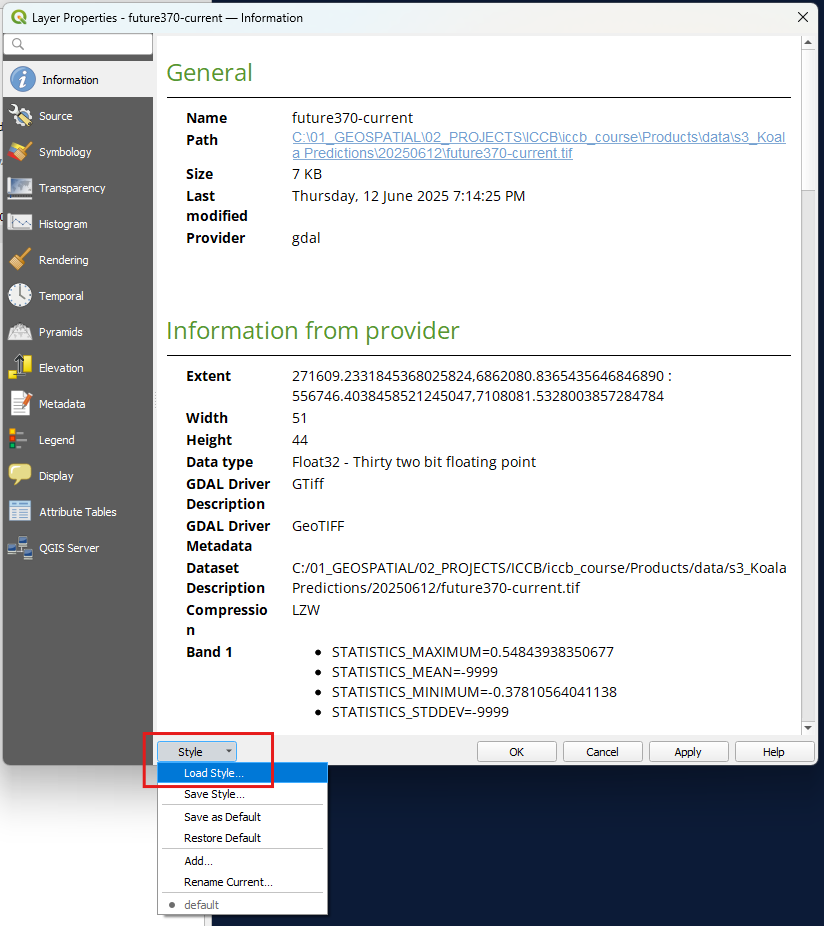 Layer Properties - future370-current — Information
Information
Source
Symbology
Transparency
Histogram
Rendering
Temporal
Pyramids
Elevation
Metadata
Legend
Display
Attribute Tables
QGIS Server
General
Name future370-current
Path C:\01_GEOSPATIAL\02_PROJECTS\ICCB\iccb_course\Products\data\s3_Koal
a Predictions\20250612\future370-current.tif
Size 7 KB
Last Thursday, 12 June 2025 7:14:25 PM
modified
Provider gdal
Information from provider
Extent 271609.2331845368025824,6862080.8365435646846890 :
556746.4038458521245047,7108081.5328003857284784
Width 51
Height 44
Data type Float32 - Thirty two bit floating point
GDAL Driver GTiff
Description
GDAL Driver GeoTIFF
Metadata
Dataset C:/01_GEOSPATIAL/02_PROJECTS/ICCB/iccb_course/Products/data/s3_Koala
Description Predictions/20250612/future370-current.tif
Compressio LZW
n
Band 1 • STATISTICS_MAXIMUM=0.54843938350677
• STATISTICS_MEAN=-9999
• STATISTICS_MINIMUM=-0.37810564041138
• STATISTICS_STDDEV=-9999
Style OK Cancel Apply Help
Load Style...
Save Style...
Save as Default
Restore Default
Add...
Rename Current...
default